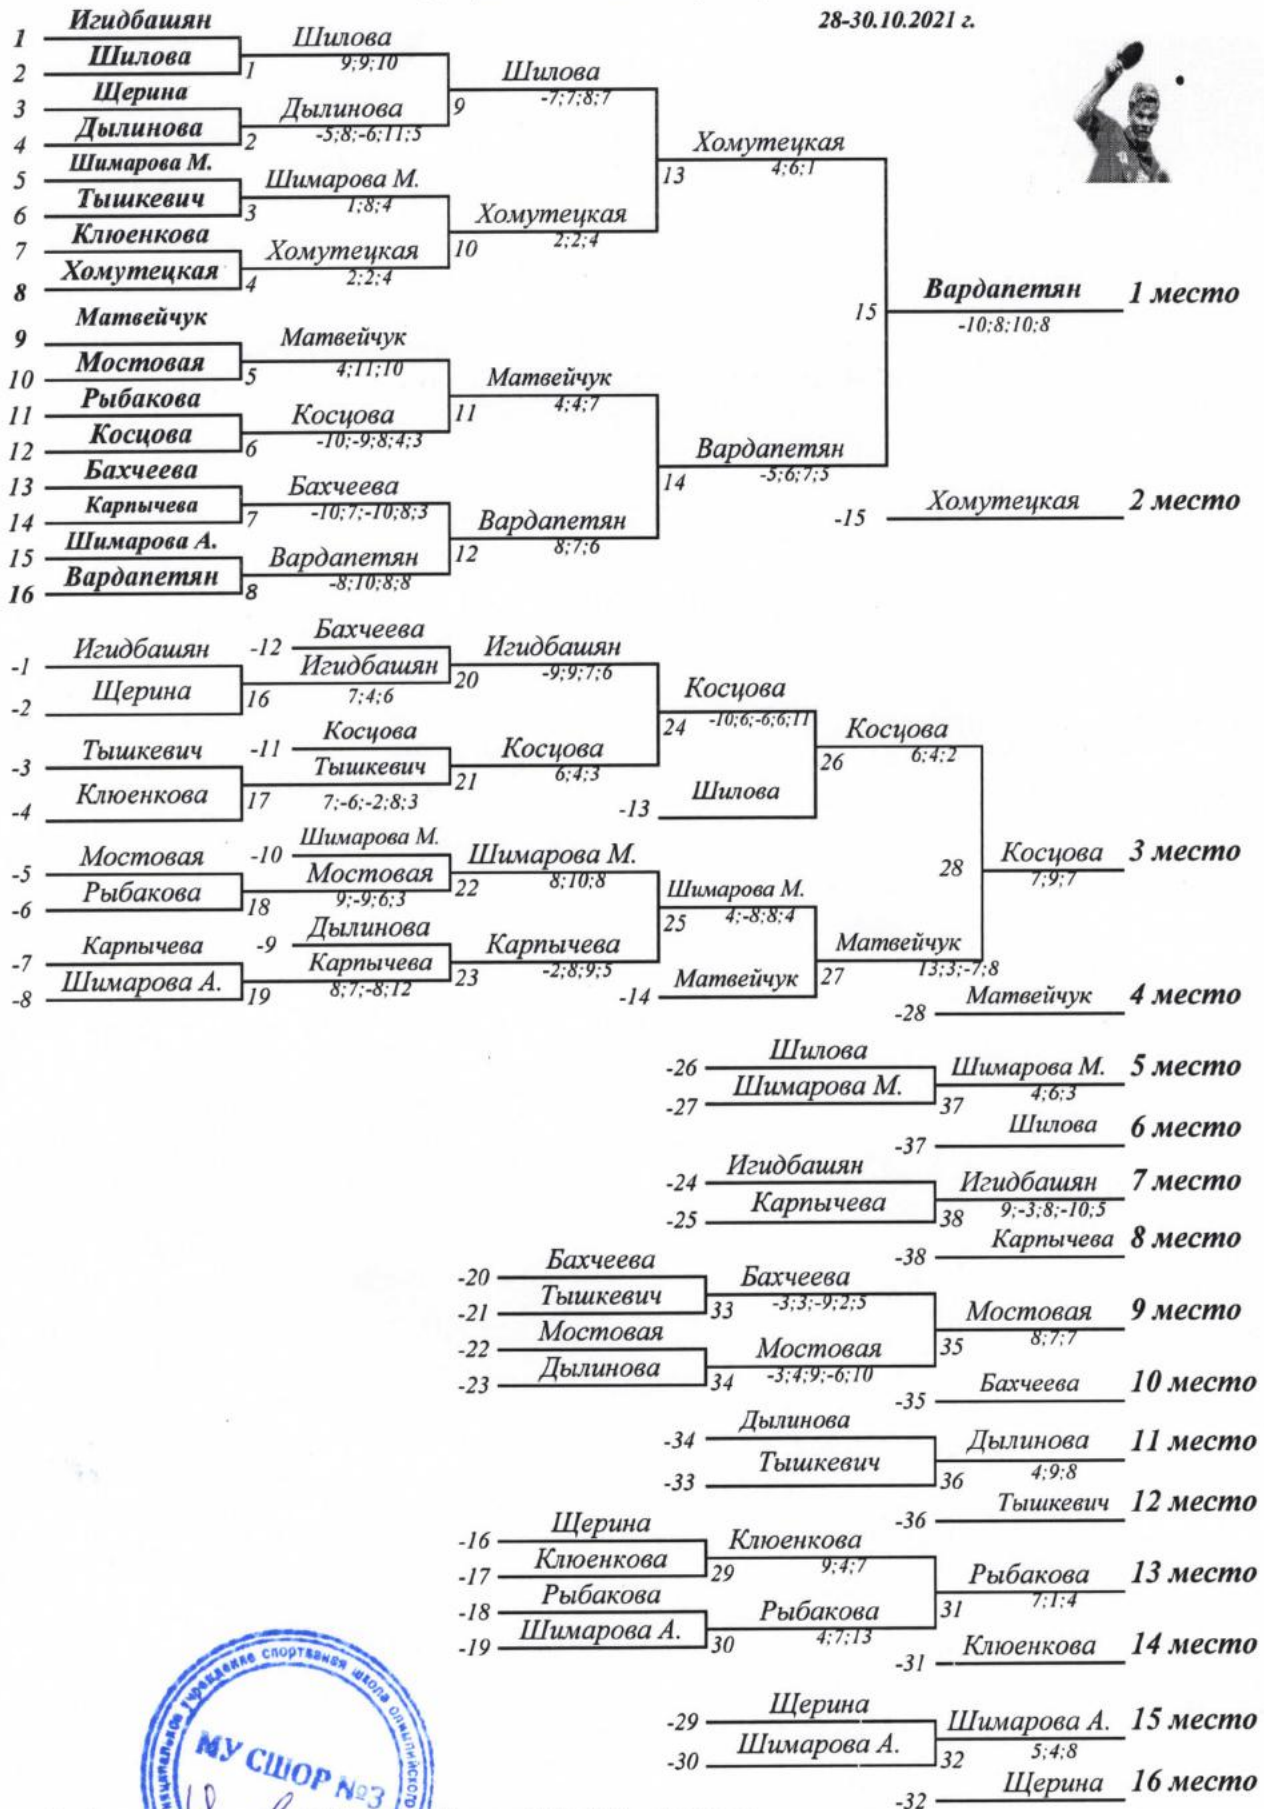 28-30.10.2021 г.
1 Игидбашян
2 Шилова
1 Шилова
9;9;10
3 Щерина
4 Дылинова
2 Дылинова
-5;8;-6;11;5
9 Шилова
-7;7;8;7
5 Шимарова М.
6 Тышкевич
3 Шимарова М.
1;8;4
7 Клюенкова
8 Хомутецкая
4 Хомутецкая
2;2;4
10 Хомутецкая
2;2;4
13 Хомутецкая
4;6;1
9 Матвейчук
10 Мостовая
5 Матвейчук
4;11;10
11 Рыбакова
12 Косцова
6 Косцова
-10;-9;8;4;3
11 Матвейчук
4;4;7
13 Бахчеева
14 Карпычева
7 Бахчеева
-10;7;-10;8;3
15 Шимарова А.
16 Вардапетян
8 Вардапетян
-8;10;8;8
12 Вардапетян
8;7;6
14 Вардапетян
-5;6;7;5
15 Вардапетян 1 место
-10;8;10;8
-15 Хомутецкая 2 место
-1 Игидбашян
-2 Щерина
-12 Бахчеева
16 Игидбашян
7;4;6
20 Игидбашян
-9;9;7;6
-3 Тышкевич
-4 Клюенкова
-11 Косцова
17 Тышкевич
7;-6;-2;8;3
21 Косцова
6;4;3
24 Косцова
-10;6;-6;6;11
-13 Шилова
26 Косцова
6;4;2
-5 Мостовая
-6 Рыбакова
-10 Шимарова М.
18 Мостовая
9;-9;6;3
22 Шимарова М.
8;10;8
-7 Карпычева
-8 Шимарова А.
-9 Дылинова
19 Карпычева
8;7;-8;12
23 Карпычева
-2;8;9;5
25 Шимарова М.
4;-8;8;4
-14 Матвейчук
27 Матвейчук
13;3;-7;8
28 Косцова 3 место
7;9;7
-28 Матвейчук 4 место
-26 Шилова
-27 Шимарова М.
37 Шимарова М. 5 место
4;6;3
-37 Шилова 6 место
-24 Игидбашян
-25 Карпычева
38 Игидбашян 7 место
9;-3;8;-10;5
-38 Карпычева 8 место
-20 Бахчеева
-21 Тышкевич
33 Бахчеева
-3;3;-9;2;5
-22 Мостовая
-23 Дылинова
34 Мостовая
-3;4;9;-6;10
35 Мостовая 9 место
8;7;7
-35 Бахчеева 10 место
-34 Дылинова
-33 Тышкевич
36 Дылинова 11 место
4;9;8
-36 Тышкевич 12 место
-16 Щерина
-17 Клюенкова
29 Клюенкова
9;4;7
-18 Рыбакова
-19 Шимарова А.
30 Рыбакова
4;7;13
31 Рыбакова 13 место
7;1;4
-31 Клюенкова 14 место
-29 Щерина
-30 Шимарова А.
32 Шимарова А. 15 место
5;4;8
-32 Щерина 16 место
учреждение спортивная школа олимпийского
МУ СШОР №3